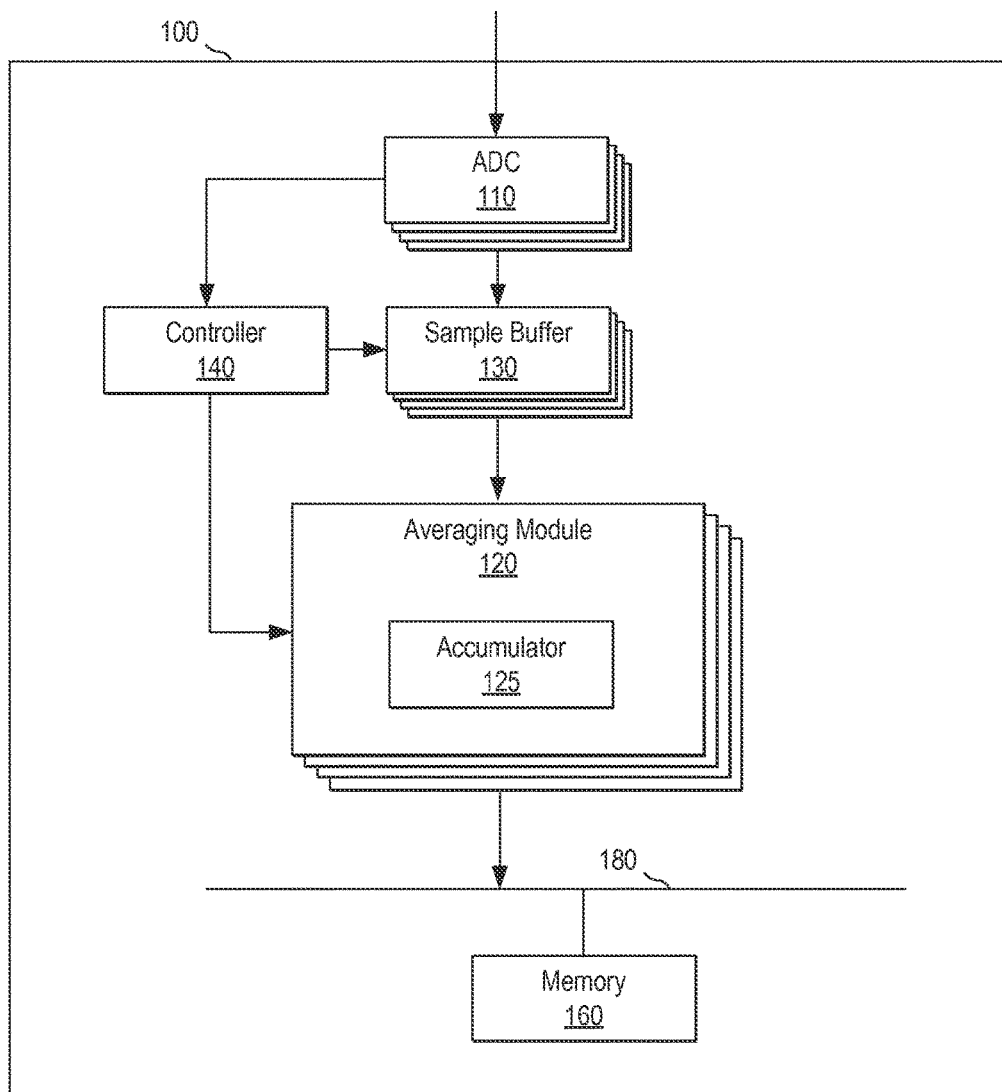 100
ADC
110
Controller
140
Sample Buffer
130
Averaging Module
120
Accumulator
125
180
Memory
160